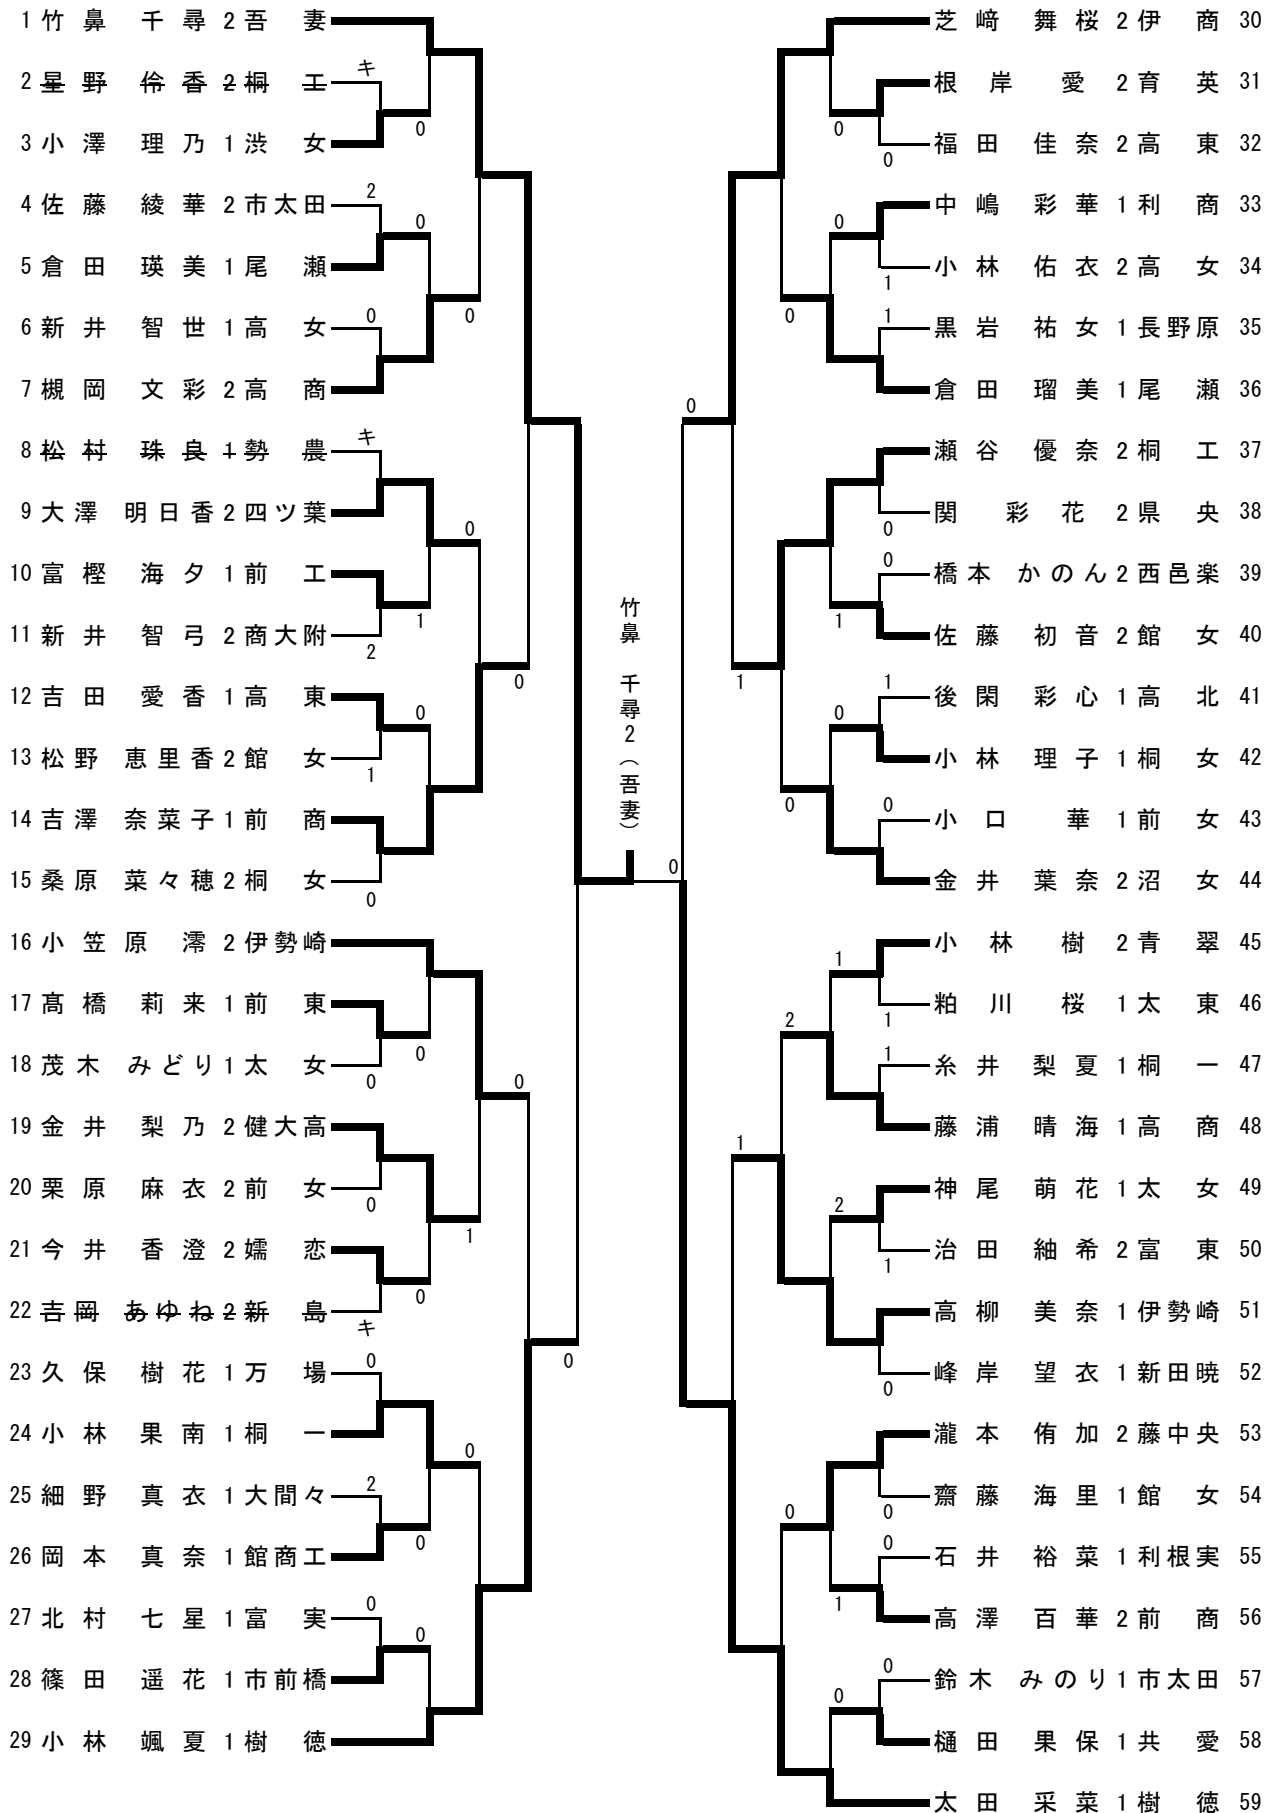 1 竹鼻 千尋 2 吾妻
2 星野 伶香 2 桐工 キ
3 小澤 理乃 1 渋女 0
4 佐藤 綾華 2 市太田 2
0
5 倉田 瑛美 1 尾瀬
6 新井 智世 1 高女 0 0
7 槻岡 文彩 2 高商
8 松村 珠良 1 勢農 キ
9 大澤 明日香 2 四ツ葉 0
10 富樫 海夕 1 前工
1
11 新井 智弓 2 商大附 2
12 吉田 愛香 1 高東 0 0
13 松野 恵里香 2 館女 1
14 吉澤 奈菜子 1 前商
15 桑原 菜々穂 2 桐女 0
16 小笠原 澪 2 伊勢崎
17 髙橋 莉来 1 前東
0
18 茂木 みどり 1 太女 0 0
19 金井 梨乃 2 健大高
20 栗原 麻衣 2 前女 0
1
21 今井 香澄 2 嬬恋
0
22 吉岡 あゆね 2 新島 キ
23 久保 樹花 1 万場 0 0
24 小林 果南 1 桐一 0
25 細野 真衣 1 大間々 2
0
26 岡本 真奈 1 館商工
27 北村 七星 1 富実 0
0
28 篠田 遥花 1 市前橋
29 小林 颯夏 1 樹徳
竹鼻 千尋2(吾妻)
0
芝﨑 舞桜 2 伊商 30
根岸 愛 2 育英 31
0
福田 佳奈 2 高東 32
0
中嶋 彩華 1 利商 33
0
小林 佑衣 2 高女 34
1
0 1 黒岩 祐女 1 長野原 35
倉田 瑠美 1 尾瀬 36
0
瀬谷 優奈 2 桐工 37
関 彩花 2 県央 38
0
0 橋本 かのん 2 西邑楽 39
1
佐藤 初音 2 館女 40
1 1 後閑 彩心 1 高北 41
0
小林 理子 1 桐女 42
0 0 小口 華 1 前女 43
金井 葉奈 2 沼女 44
小林 樹 2 青翠 45
1
粕川 桜 1 太東 46
2 1
1 糸井 梨夏 1 桐一 47
藤浦 晴海 1 高商 48
1
神尾 萌花 1 太女 49
2
治田 紬希 2 富東 50
1
高柳 美奈 1 伊勢崎 51
峰岸 望衣 1 新田暁 52
0
瀧本 侑加 2 藤中央 53
齋藤 海里 1 館女 54
0 0
0 石井 裕菜 1 利根実 55
1
高澤 百華 2 前商 56
0 鈴木 みのり 1 市太田 57
0
樋田 果保 1 共愛 58
太田 采菜 1 樹徳 59